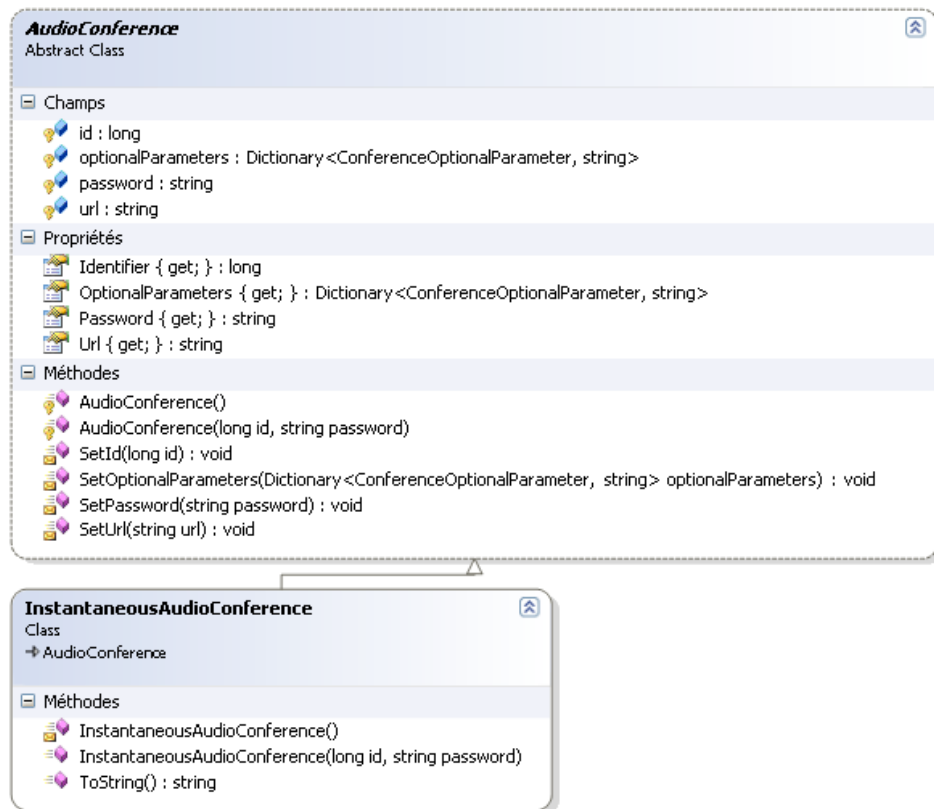 AudioConference
Abstract Class
Champs
id : long
optionalParameters : Dictionary<ConferenceOptionalParameter, string>
password : string
url : string
Propriétés
Identifier { get; } : long
OptionalParameters { get; } : Dictionary<ConferenceOptionalParameter, string>
Password { get; } : string
Url { get; } : string
Méthodes
AudioConference()
AudioConference(long id, string password)
SetId(long id) : void
SetOptionalParameters(Dictionary<ConferenceOptionalParameter, string> optionalParameters) : void
SetPassword(string password) : void
SetUrl(string url) : void
InstantaneousAudioConference
Class
AudioConference
Méthodes
InstantaneousAudioConference()
InstantaneousAudioConference(long id, string password)
ToString() : string